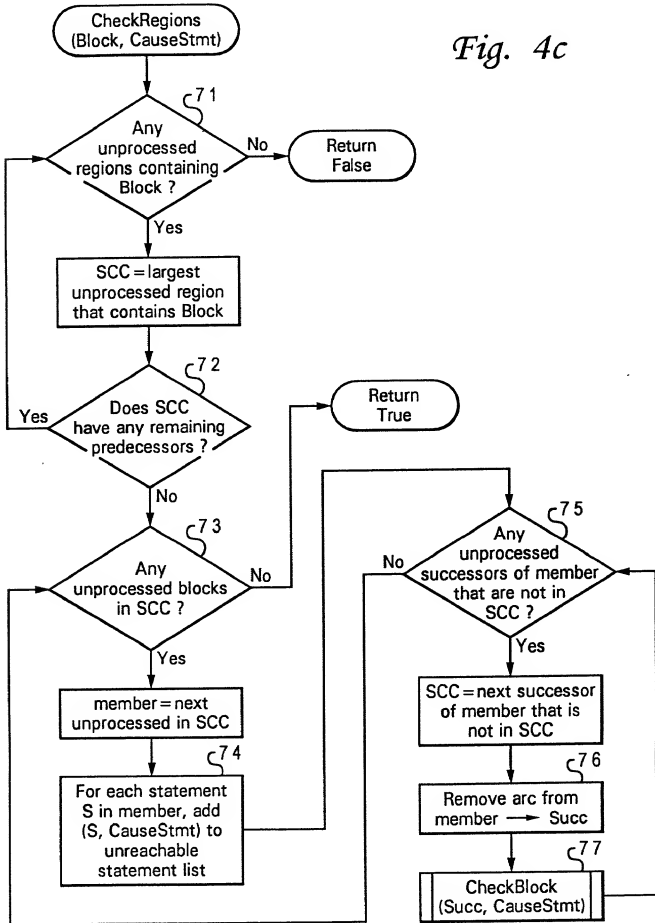 CheckRegions
(Block, CauseStmt)
Fig. 4c
71
Any
unprocessed
regions containing
Block ?
No
Return
False
Yes
SCC=largest
unprocessed region
that contains Block
72
Does SCC
have any remaining
predecessors ?
Yes
No
Return
True
73
Any
unprocessed blocks
in SCC ?
No
Yes
member=next
unprocessed in SCC
74
For each statement
S in member, add
(S, CauseStmt) to
unreachable
statement list
75
Any
unprocessed
successors of member
that are not in
SCC ?
No
Yes
SCC=next successor
of member that is
not in SCC
76
Remove arc from
member → Succ
77
CheckBlock
(Succ, CauseStmt)